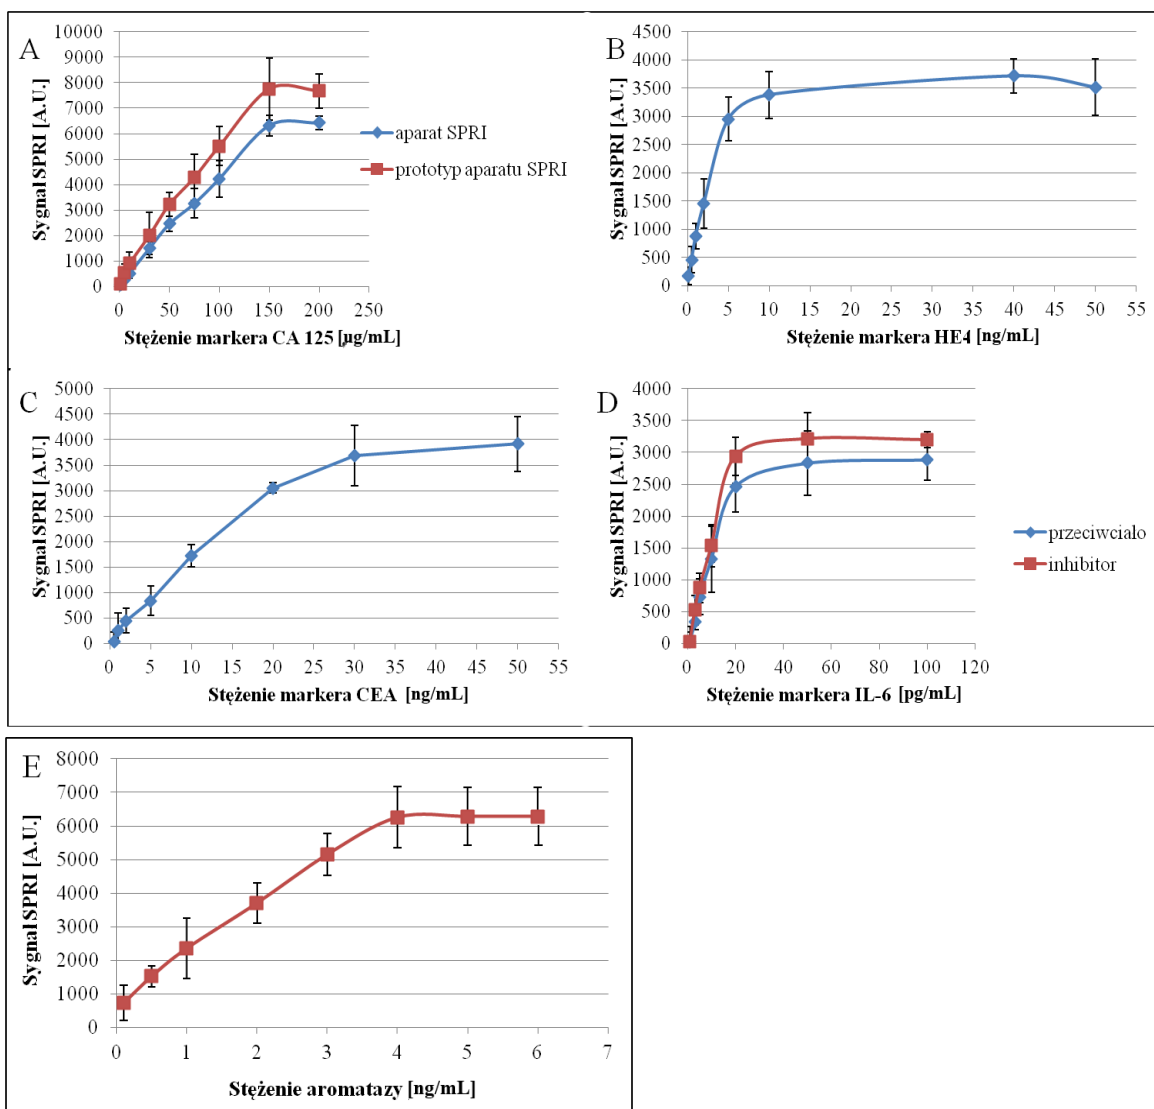 A
Sygnał SPRI [A.U.]
10000
9000
8000
7000
6000
5000
4000
3000
2000
1000
0
50 100 150 200 250
Stężenie markera CA 125 [µg/mL]
aparat SPRI
prototyp aparatu SPRI
B
Sygnał SPRI [A.U.]
4500
4000
3500
3000
2500
2000
1500
1000
500
0
0 5 10 15 20 25 30 35 40 45 50 55
Stężenie markera HE4 [ng/mL]
C
Sygnał SPRI [A.U.]
5000
4500
4000
3500
3000
2500
2000
1500
1000
500
0
0 5 10 15 20 25 30 35 40 45 50 55
Stężenie markera CEA [ng/mL]
D
Sygnał SPRI [A.U.]
4000
3500
3000
2500
2000
1500
1000
500
0
0 20 40 60 80 100 120
Stężenie markera IL-6 [pg/mL]
przeciwciało
inhibitor
E
Sygnał SPRI [A.U.]
8000
7000
6000
5000
4000
3000
2000
1000
0
0 1 2 3 4 5 6 7
Stężenie aromatazy [ng/mL]